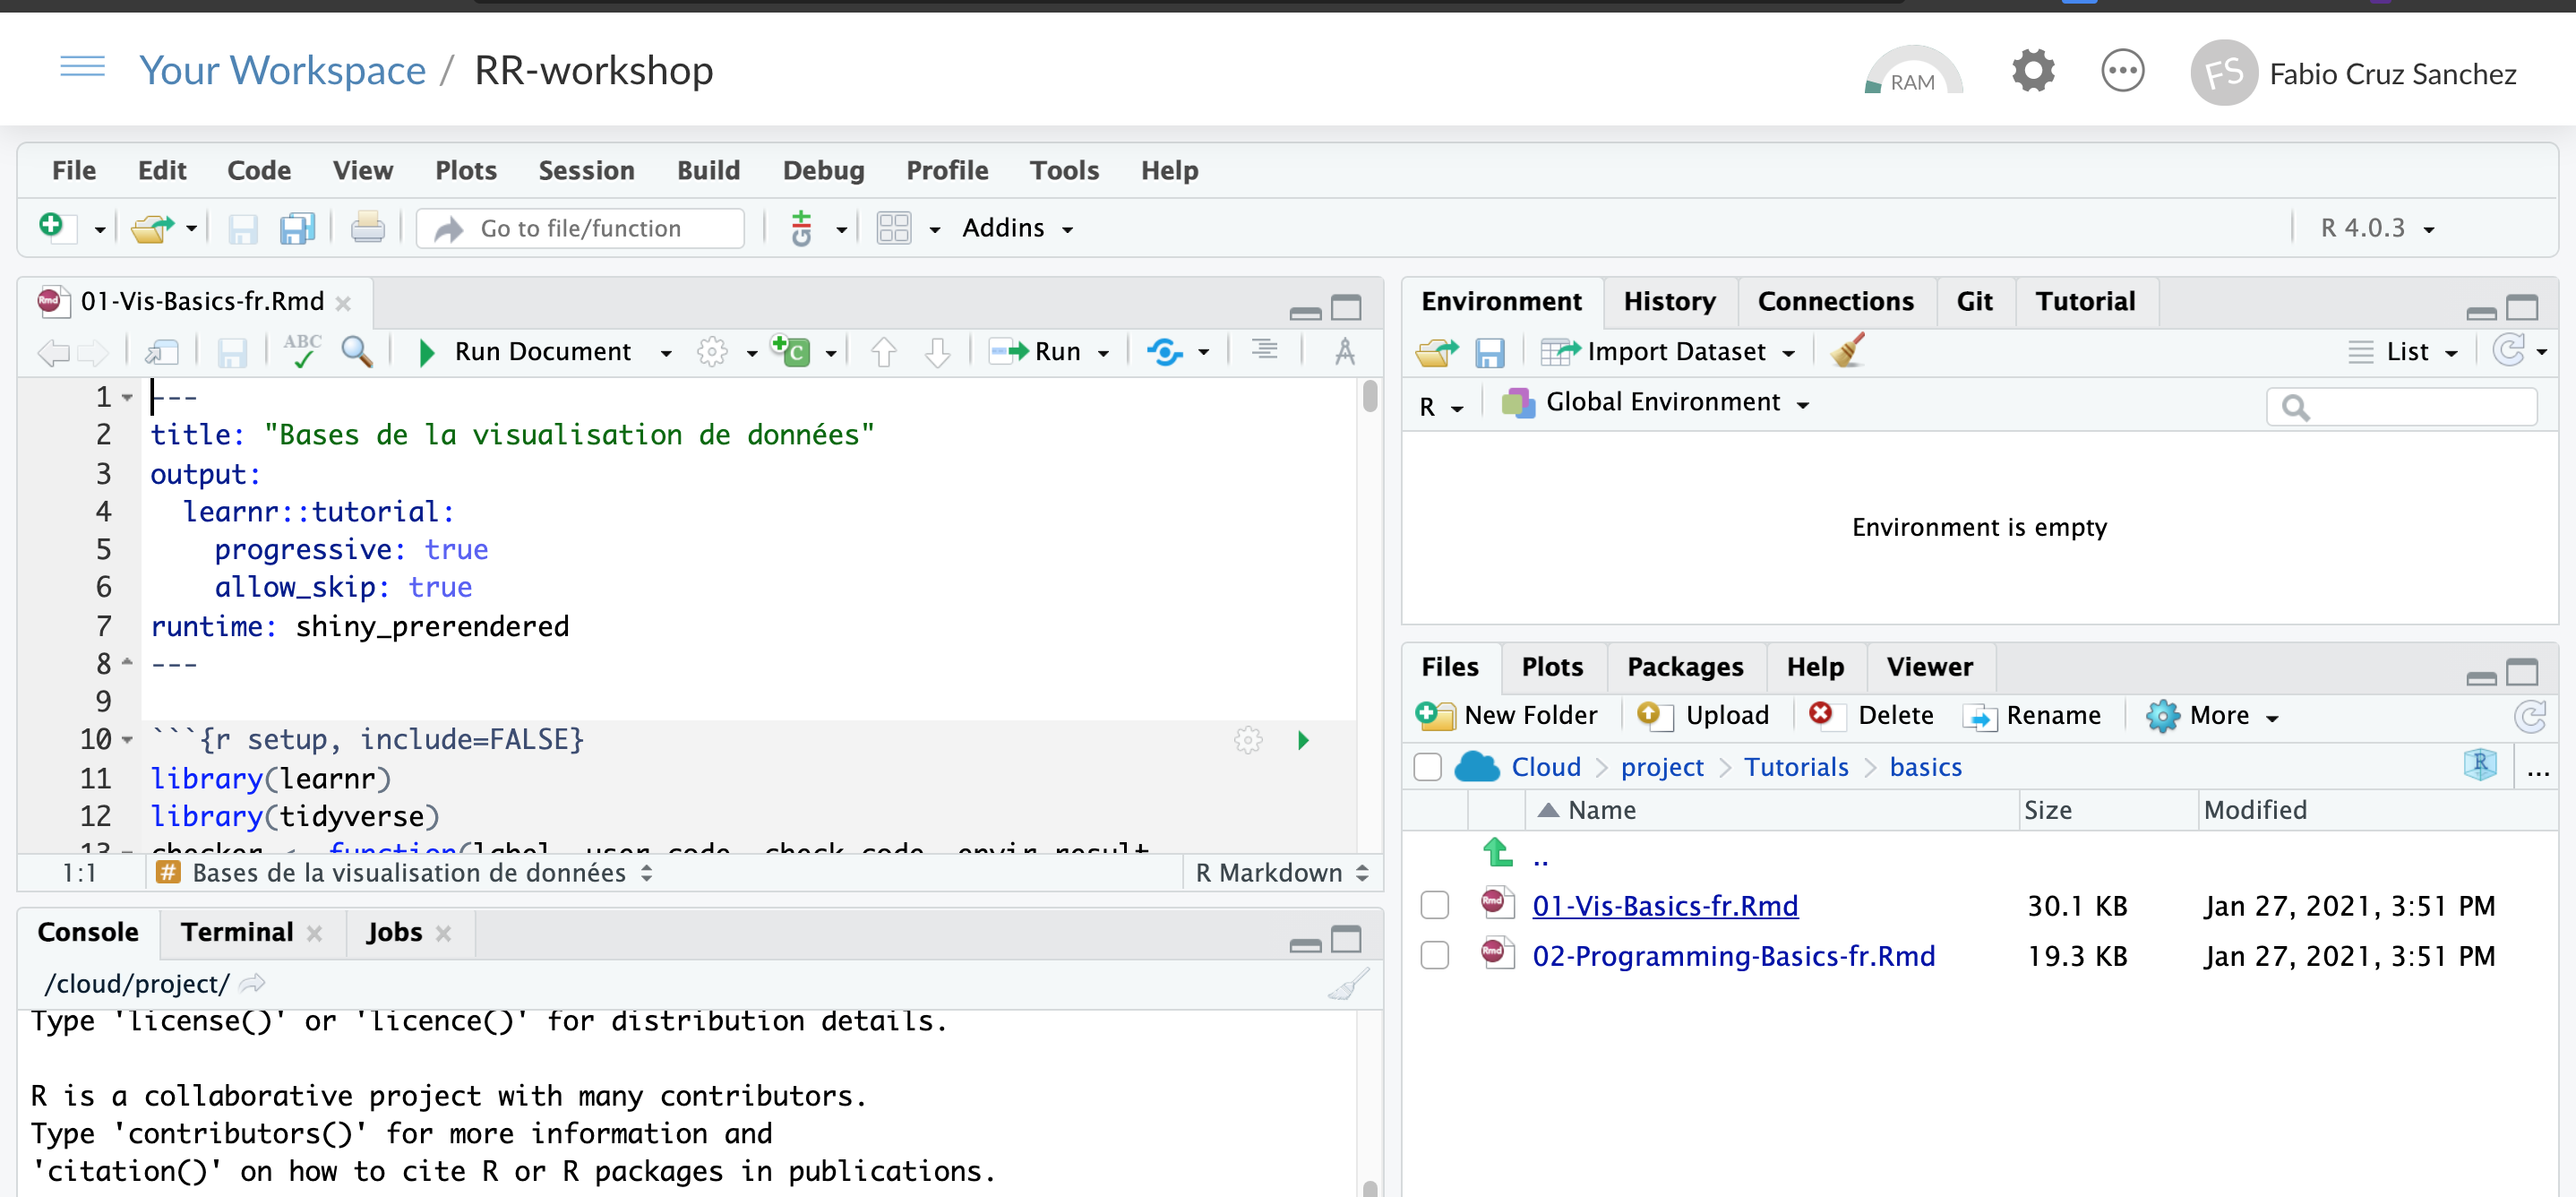 Your Workspace / RR-workshop
RAM
FS Fabio Cruz Sanchez
File Edit Code View Plots Session Build Debug Profile Tools Help
Go to file/function
Addins
R 4.0.3
01-Vis-Basics-fr.Rmd
ABC Run Document Run
1 ---
2 title: "Bases de la visualisation de données"
3 output:
4 learnr::tutorial:
5 progressive: true
6 allow_skip: true
7 runtime: shiny_prerendered
8 ---
9
10 ```{r setup, include=FALSE}
11 library(learnr)
12 library(tidyverse)
13 checker <- function(label, user_code, check_code, envir_result,
1:1 # Bases de la visualisation de données R Markdown
Console Terminal Jobs
/cloud/project/
Type 'license()' or 'licence()' for distribution details.
R is a collaborative project with many contributors.
Type 'contributors()' for more information and
'citation()' on how to cite R or R packages in publications.
Environment History Connections Git Tutorial
Import Dataset List
R Global Environment
Environment is empty
Files Plots Packages Help Viewer
New Folder Upload Delete Rename More
Cloud > project > Tutorials > basics R ...
Name Size Modified
..
Rmd 01-Vis-Basics-fr.Rmd 30.1 KB Jan 27, 2021, 3:51 PM
Rmd 02-Programming-Basics-fr.Rmd 19.3 KB Jan 27, 2021, 3:51 PM